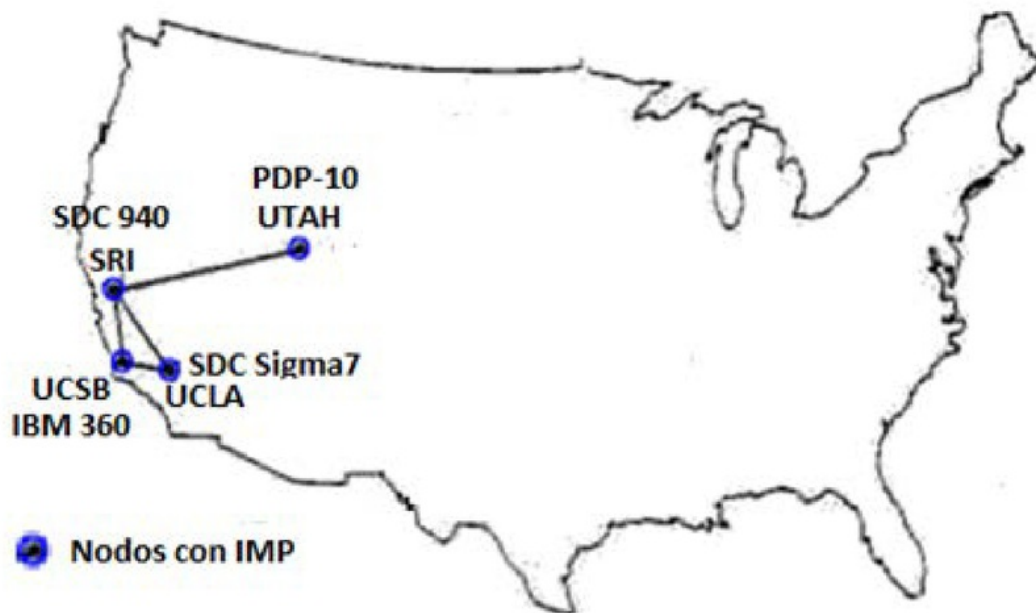 PDP-10
UTAH
SDC 940
SRI
SDC Sigma7
UCLA
UCSB
IBM 360
Nodos con IMP